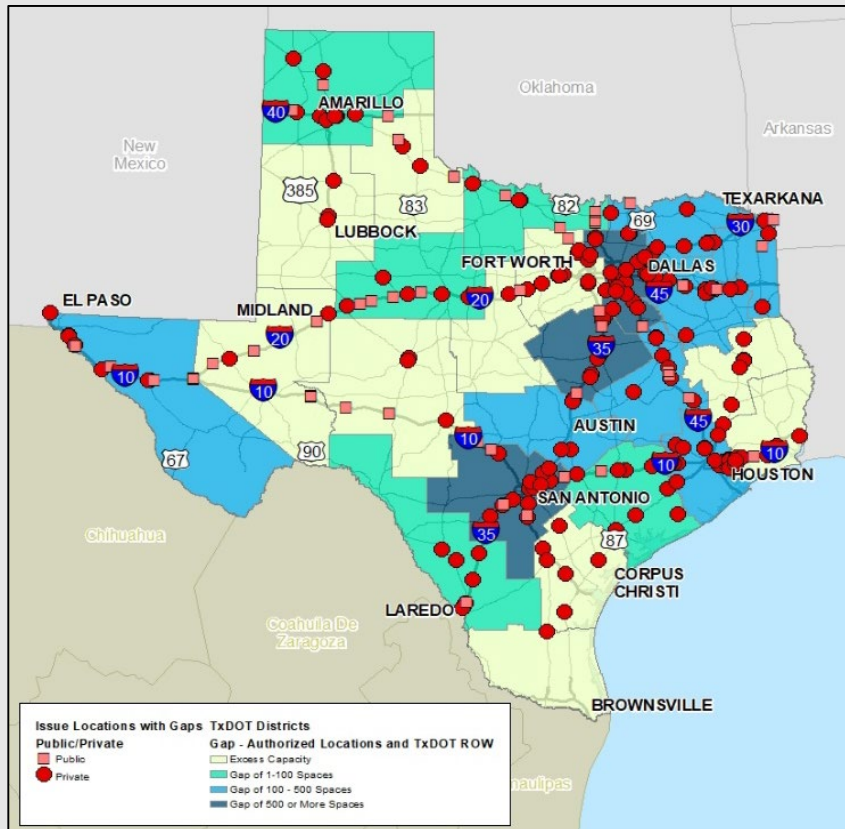 Oklahoma
AMARILLO
40
Arkansas
New
Mexico
385
83
82
69
TEXARKANA
30
LUBBOCK
FORT WORTH
DALLAS
EL PASO
MIDLAND
20
45
20
35
10
10
AUSTIN
45
67
90
10
10
10
HOUSTON
SAN ANTONIO
35
87
Chihuahua
CORPUS
CHRISTI
LAREDO
Coahuila De
Zaragoza
BROWNSVILLE
Issue Locations with Gaps TxDOT Districts
Public/Private Gap - Authorized Locations and TxDOT ROW
Public Excess Capacity
Private Gap of 1-100 Spaces
Gap of 100 - 500 Spaces
Gap of 500 or More Spaces
maulipas